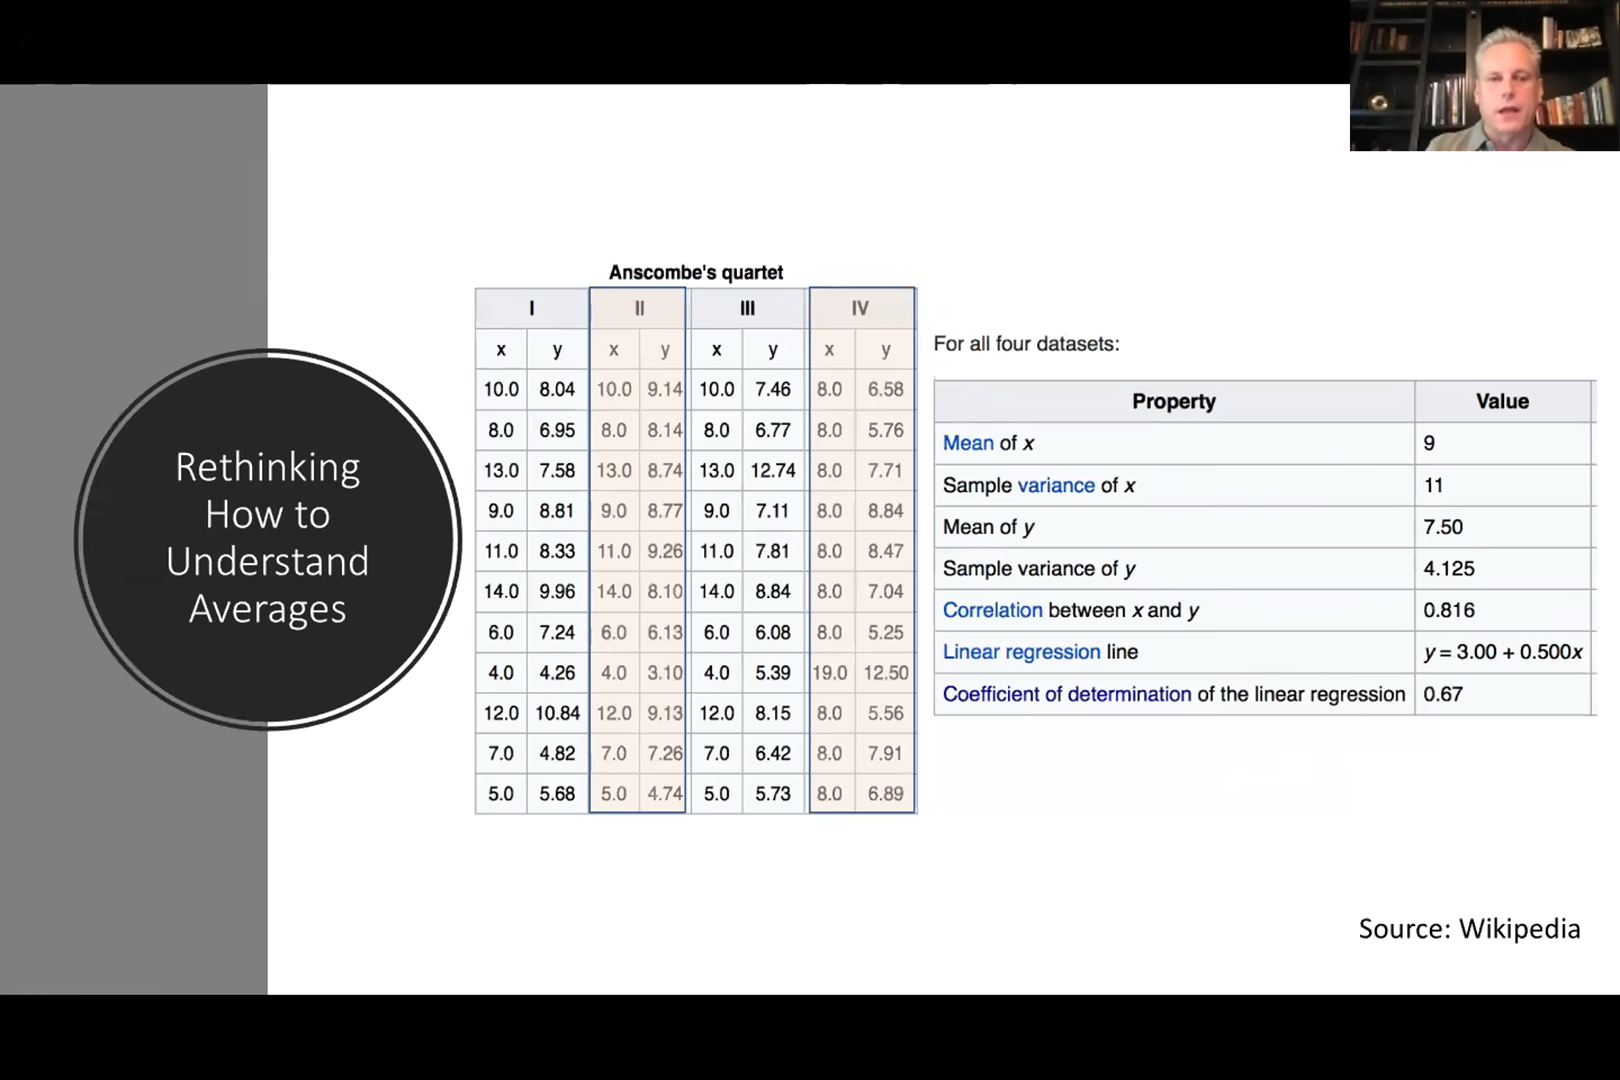 Rethinking
How to
Understand
Averages
Anscombe's quartet
I II III IV
x y x y x y x y
10.0 8.04 10.0 9.14 10.0 7.46 8.0 6.58
8.0 6.95 8.0 8.14 8.0 6.77 8.0 5.76
13.0 7.58 13.0 8.74 13.0 12.74 8.0 7.71
9.0 8.81 9.0 8.77 9.0 7.11 8.0 8.84
11.0 8.33 11.0 9.26 11.0 7.81 8.0 8.47
14.0 9.96 14.0 8.10 14.0 8.84 8.0 7.04
6.0 7.24 6.0 6.13 6.0 6.08 8.0 5.25
4.0 4.26 4.0 3.10 4.0 5.39 19.0 12.50
12.0 10.84 12.0 9.13 12.0 8.15 8.0 5.56
7.0 4.82 7.0 7.26 7.0 6.42 8.0 7.91
5.0 5.68 5.0 4.74 5.0 5.73 8.0 6.89
For all four datasets:
Property Value
Mean of x 9
Sample variance of x 11
Mean of y 7.50
Sample variance of y 4.125
Correlation between x and y 0.816
Linear regression line y = 3.00 + 0.500x
Coefficient of determination of the linear regression 0.67
Source: Wikipedia